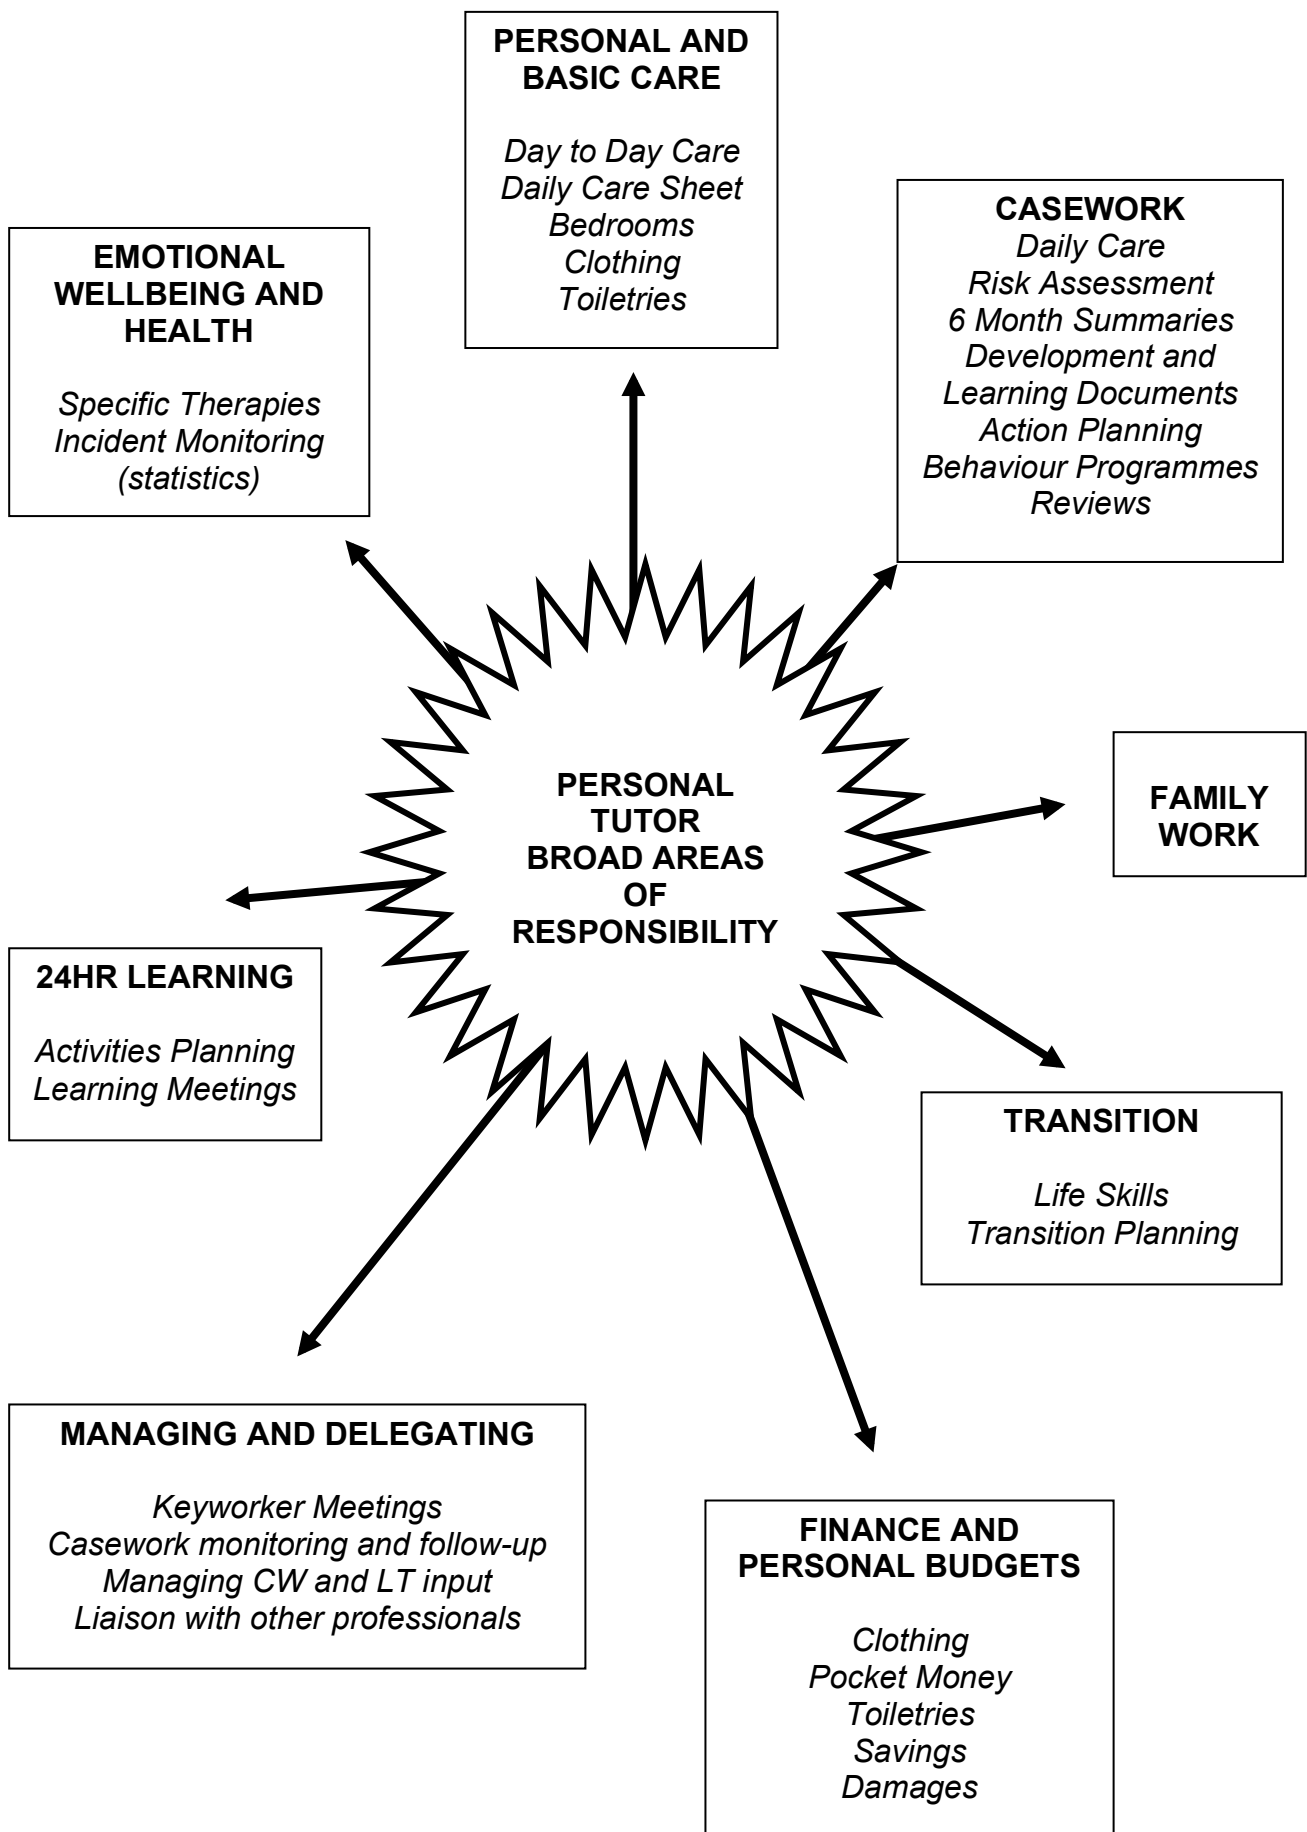 PERSONAL AND
BASIC CARE
Day to Day Care
Daily Care Sheet
Bedrooms
Clothing
Toiletries
CASEWORK
Daily Care
Risk Assessment
6 Month Summaries
Development and
Learning Documents
Action Planning
Behaviour Programmes
Reviews
EMOTIONAL
WELLBEING AND
HEALTH
Specific Therapies
Incident Monitoring
(statistics)
PERSONAL
TUTOR
BROAD AREAS
OF
RESPONSIBILITY
FAMILY
WORK
24HR LEARNING
Activities Planning
Learning Meetings
TRANSITION
Life Skills
Transition Planning
MANAGING AND DELEGATING
Keyworker Meetings
Casework monitoring and follow-up
Managing CW and LT input
Liaison with other professionals
FINANCE AND
PERSONAL BUDGETS
Clothing
Pocket Money
Toiletries
Savings
Damages